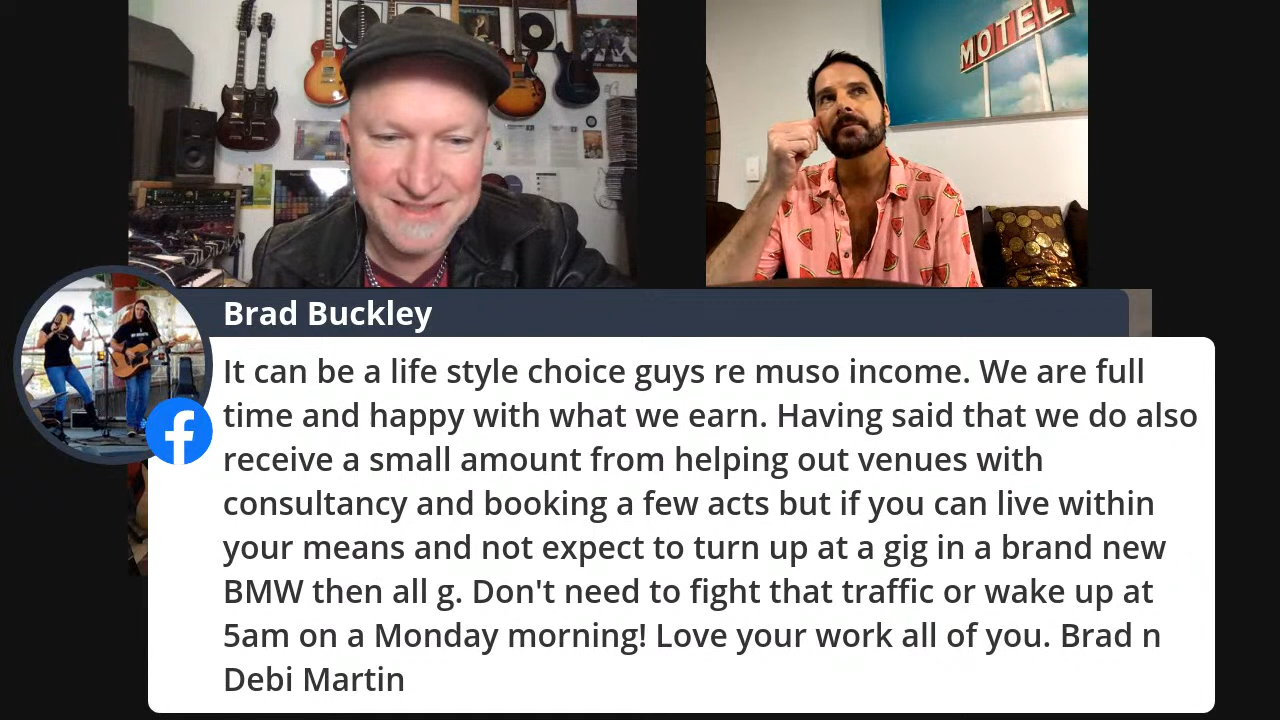 MOTEL
Brad Buckley
It can be a life style choice guys re muso income. We are full
time and happy with what we earn. Having said that we do also
receive a small amount from helping out venues with
consultancy and booking a few acts but if you can live within
your means and not expect to turn up at a gig in a brand new
BMW then all g. Don't need to fight that traffic or wake up at
5am on a Monday morning! Love your work all of you. Brad n
Debi Martin